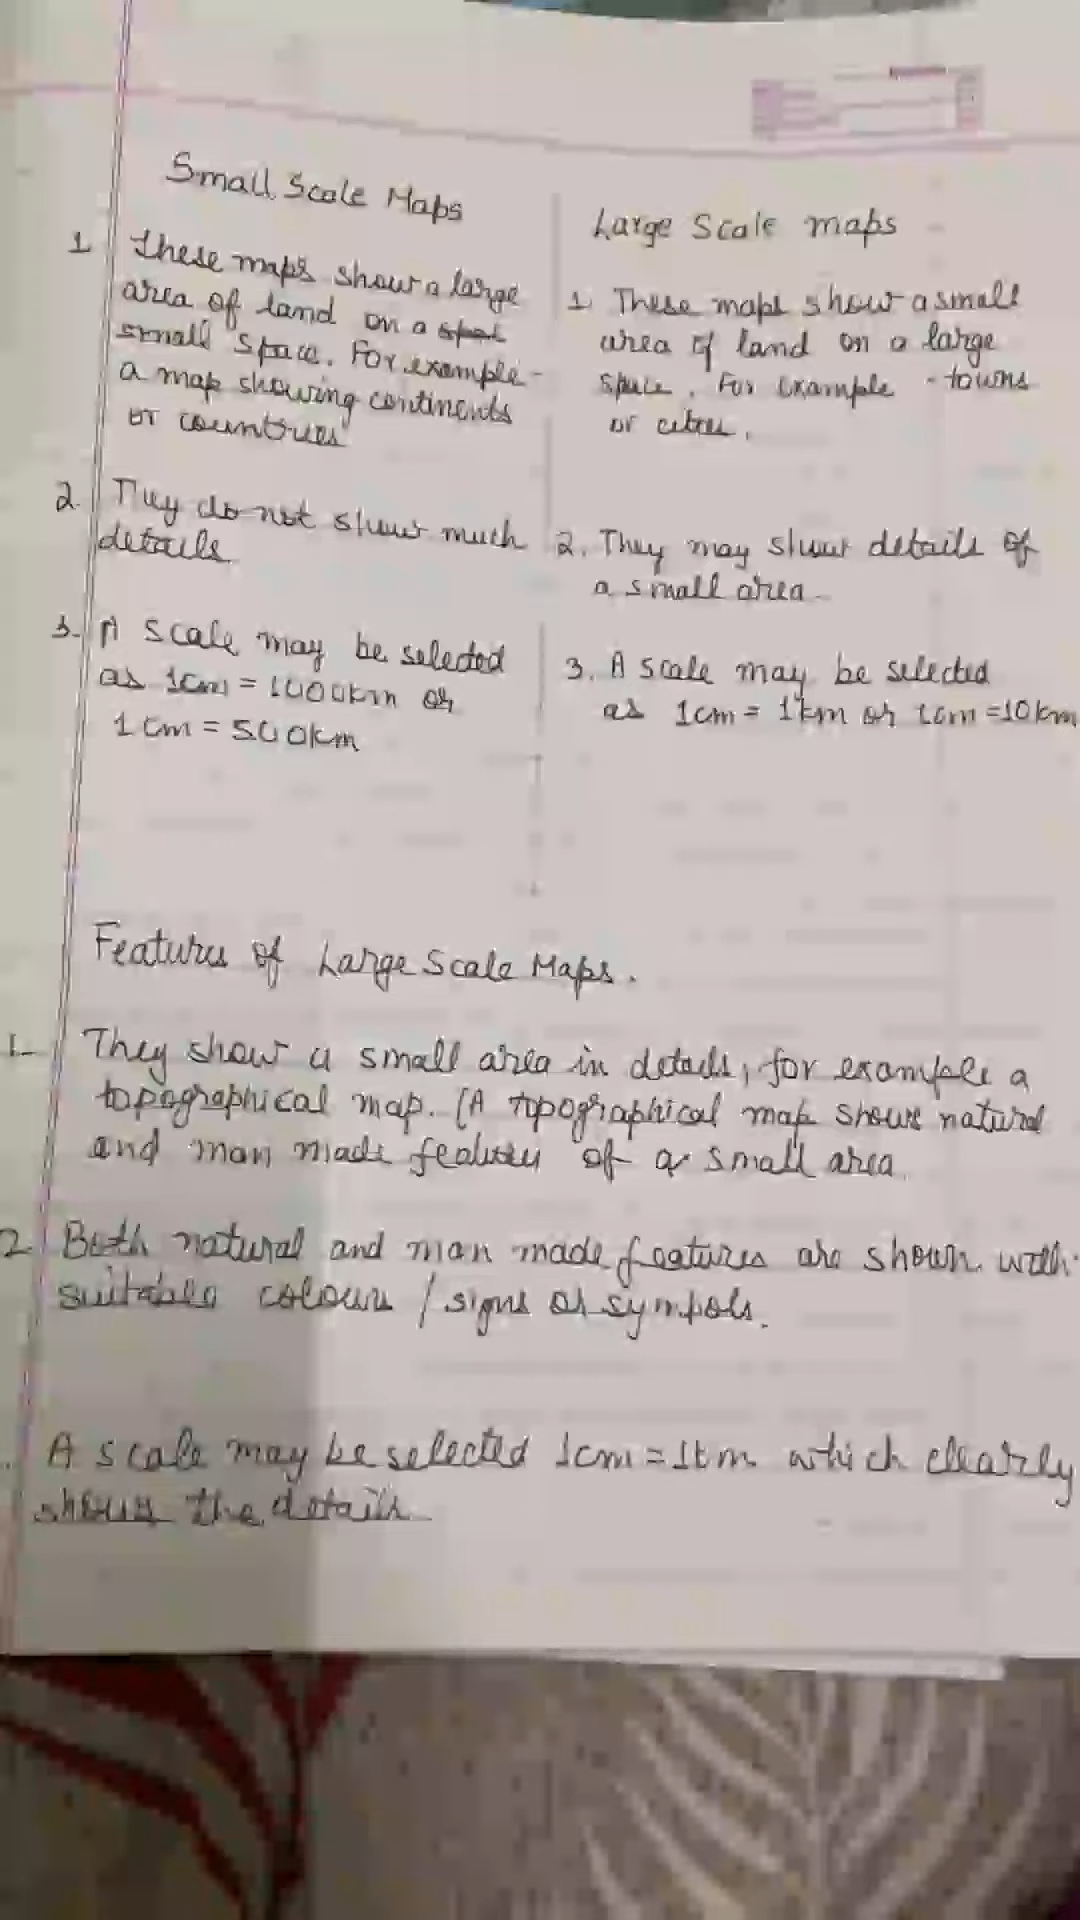 Small Scale Maps
1 These maps show a large
area of land on a
small space. For example -
a map showing continents
or countries
2. They do not show much
details
3. A scale may be selected
as 1cm = 1000km or
1 cm = 500km
Large Scale maps
1. These maps show a small
area of land on a large
space. For example - towns
or cities.
2. They may show details of
a small area
3. A scale may be selected
as 1cm = 1km or 1cm =10km
Features of Large Scale Maps.
1. They show a small area in details, for example a
topographical map. (A topographical map shows natural
and man made features of a small area.
2 Both natural and man made features are shown with
suitable colours / signs or symbols.
A scale may be selected 1cm = 1km which clearly
shows the details